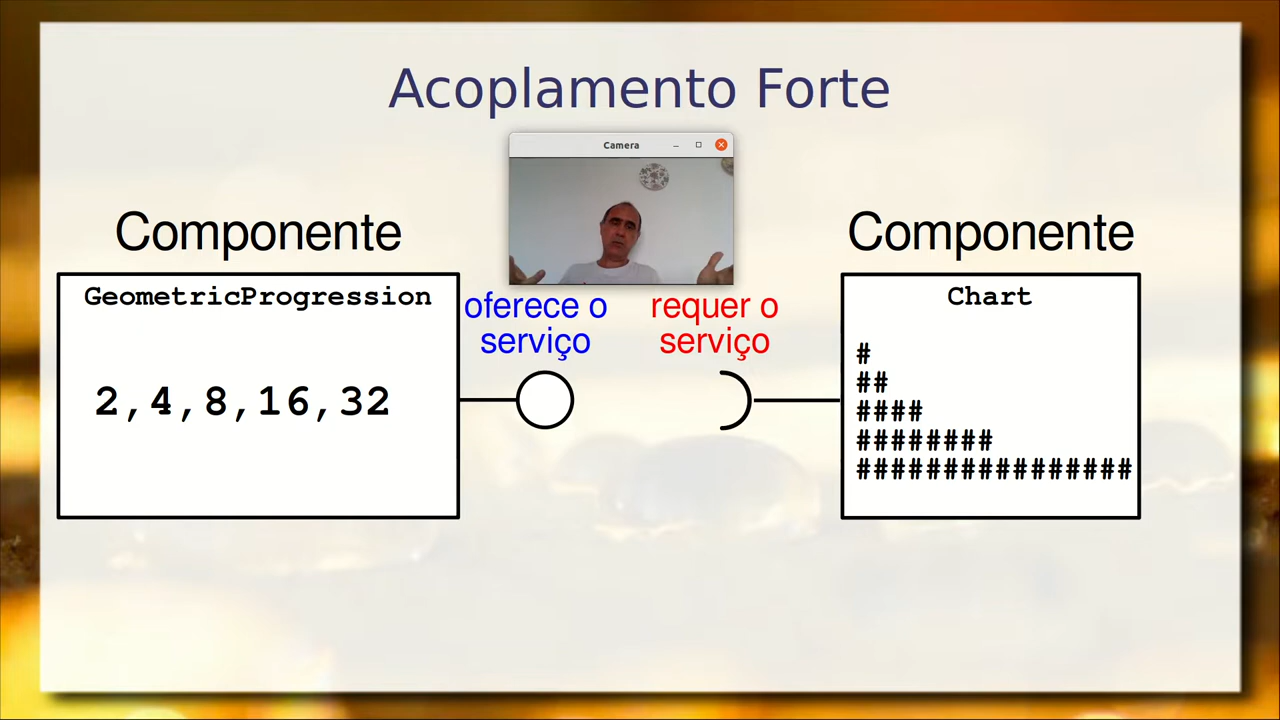 Acoplamento Forte
Camera
Componente
Componente
GeometricProgression
oferece o
serviço
requer o
serviço
Chart
2,4,8,16,32
#
##
####
########
################